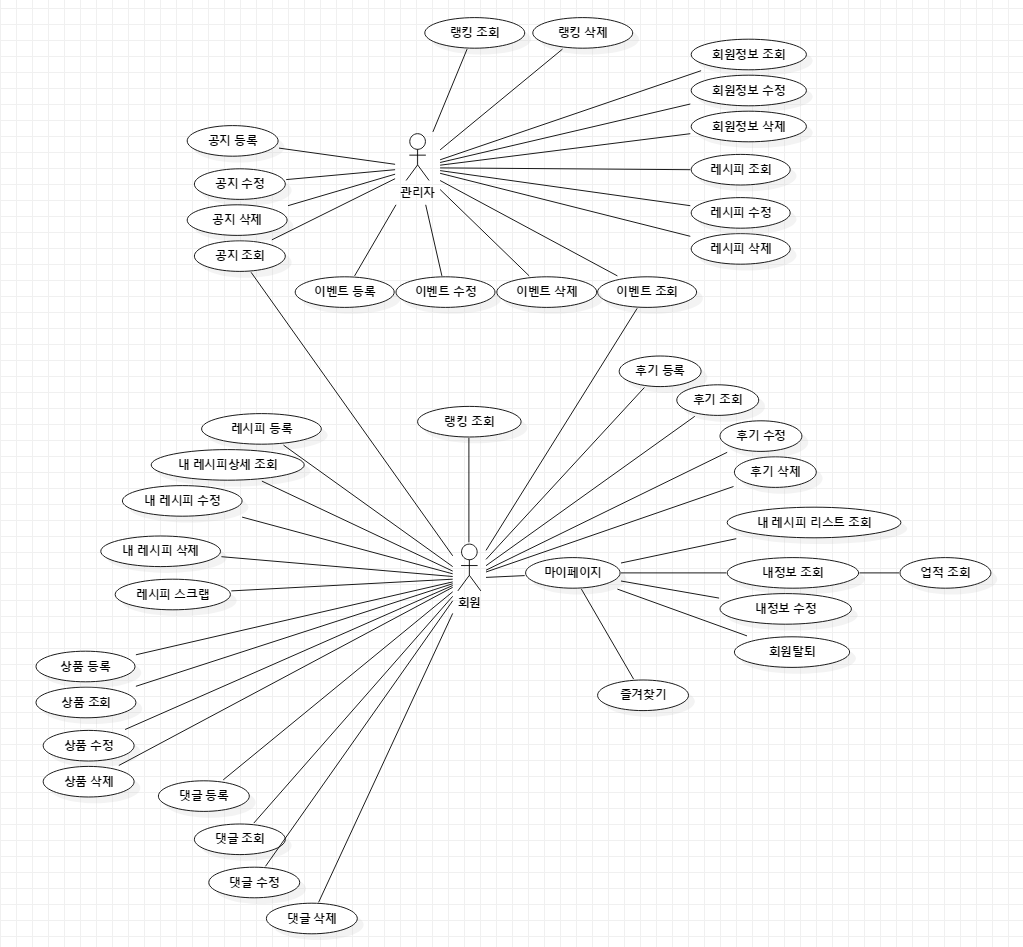 랭킹 조회
랭킹 삭제
회원정보 조회
회원정보 수정
회원정보 삭제
레시피 조회
레시피 수정
레시피 삭제
공지 등록
공지 수정
공지 삭제
공지 조회
관리자
이벤트 등록
이벤트 수정
이벤트 삭제
이벤트 조회
후기 등록
후기 조회
후기 수정
후기 삭제
랭킹 조회
레시피 등록
내 레시피상세 조회
내 레시피 수정
내 레시피 삭제
레시피 스크랩
회원
마이페이지
내 레시피 리스트 조회
내정보 조회
업적 조회
내정보 수정
회원탈퇴
즐겨찾기
상품 등록
상품 조회
상품 수정
상품 삭제
댓글 등록
댓글 조회
댓글 수정
댓글 삭제